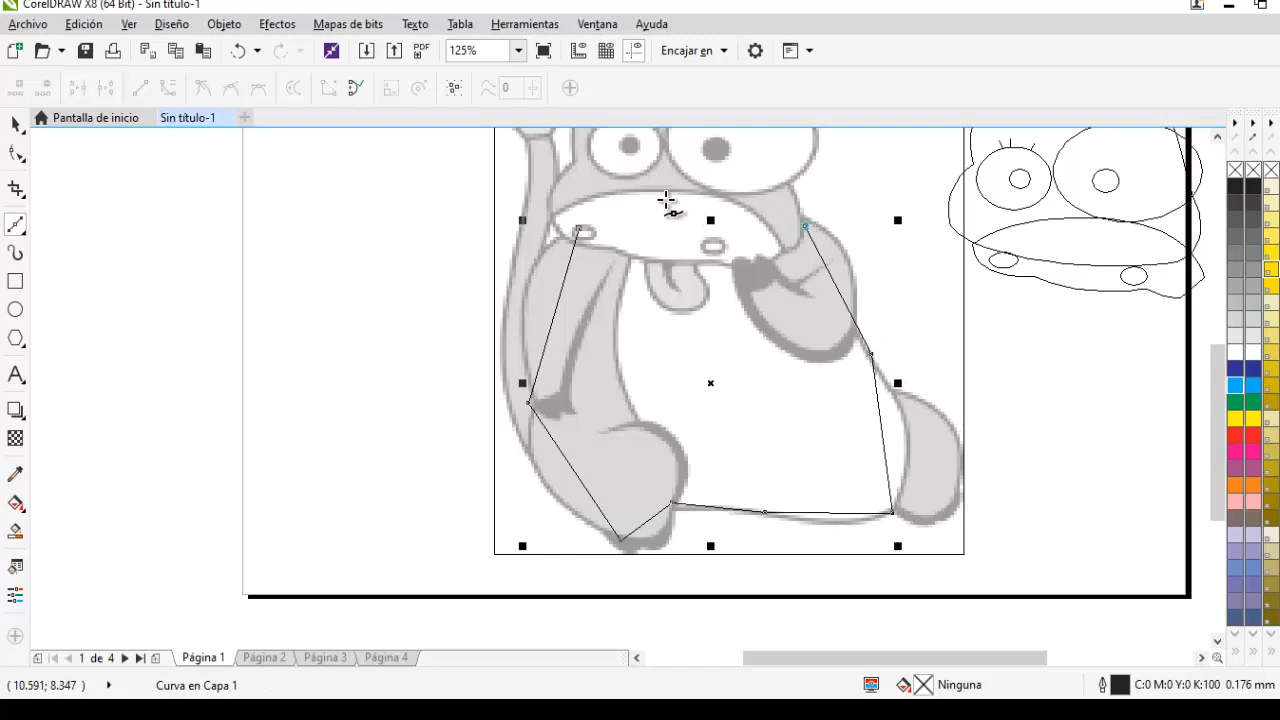 CorelDRAW X8 (64 Bit) - Sin título-1
Archivo Edición Ver Diseño Objeto Efectos Mapas de bits Texto Tabla Herramientas Ventana Ayuda
PDF 125% Encajar en
0
Pantalla de inicio Sin título-1
1 de 4 Página 1 Página 2 Página 3 Página 4
( 10.591; 8.347 ) Curva en Capa 1 Ninguna C:0 M:0 Y:0 K:100 0.176 mm